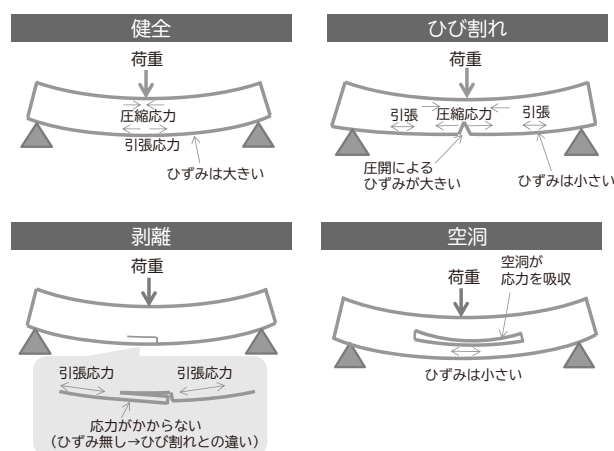 健全
荷重
圧縮応力
引張応力
ひずみは大きい
ひび割れ
荷重
引張
圧縮応力
引張
圧開による
ひずみが大きい
ひずみは小さい
剥離
荷重
引張応力
引張応力
応力がかからない
（ひずみ無し→ひび割れとの違い）
空洞
荷重
空洞が
応力を吸収
ひずみは小さい